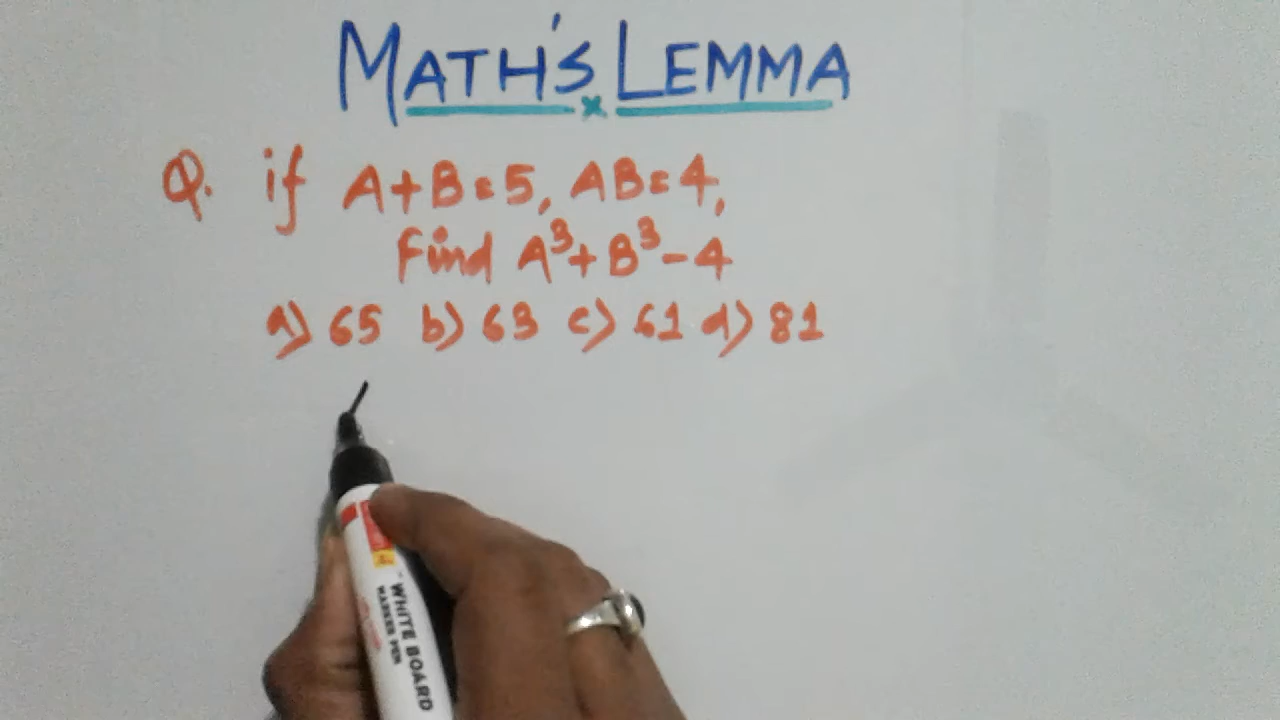 MATH'S LEMMA
Q. if A+B=5, AB=4,
Find A³+B³-4
a) 65 b) 63 c) 61 d) 81
WHITE BOARD
MARKER PEN